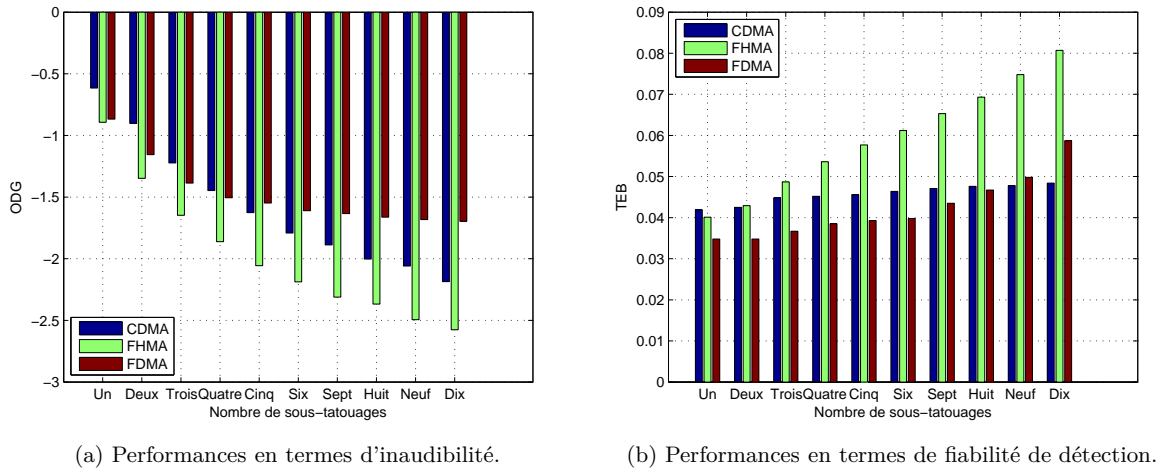 0
−0.5
−1
−1.5
−2
−2.5
−3
ODG
CDMA
FHMA
FDMA
Un Deux Trois Quatre Cinq Six Sept Huit Neuf Dix
Nombre de sous−tatouages
(a) Performances en termes d'inaudibilité.
0.09
0.08
0.07
0.06
0.05
0.04
0.03
0.02
0.01
0
TEB
CDMA
FHMA
FDMA
Un Deux Trois Quatre Cinq Six Sept Huit Neuf Dix
Nombre de sous−tatouages
(b) Performances en termes de fiabilité de détection.